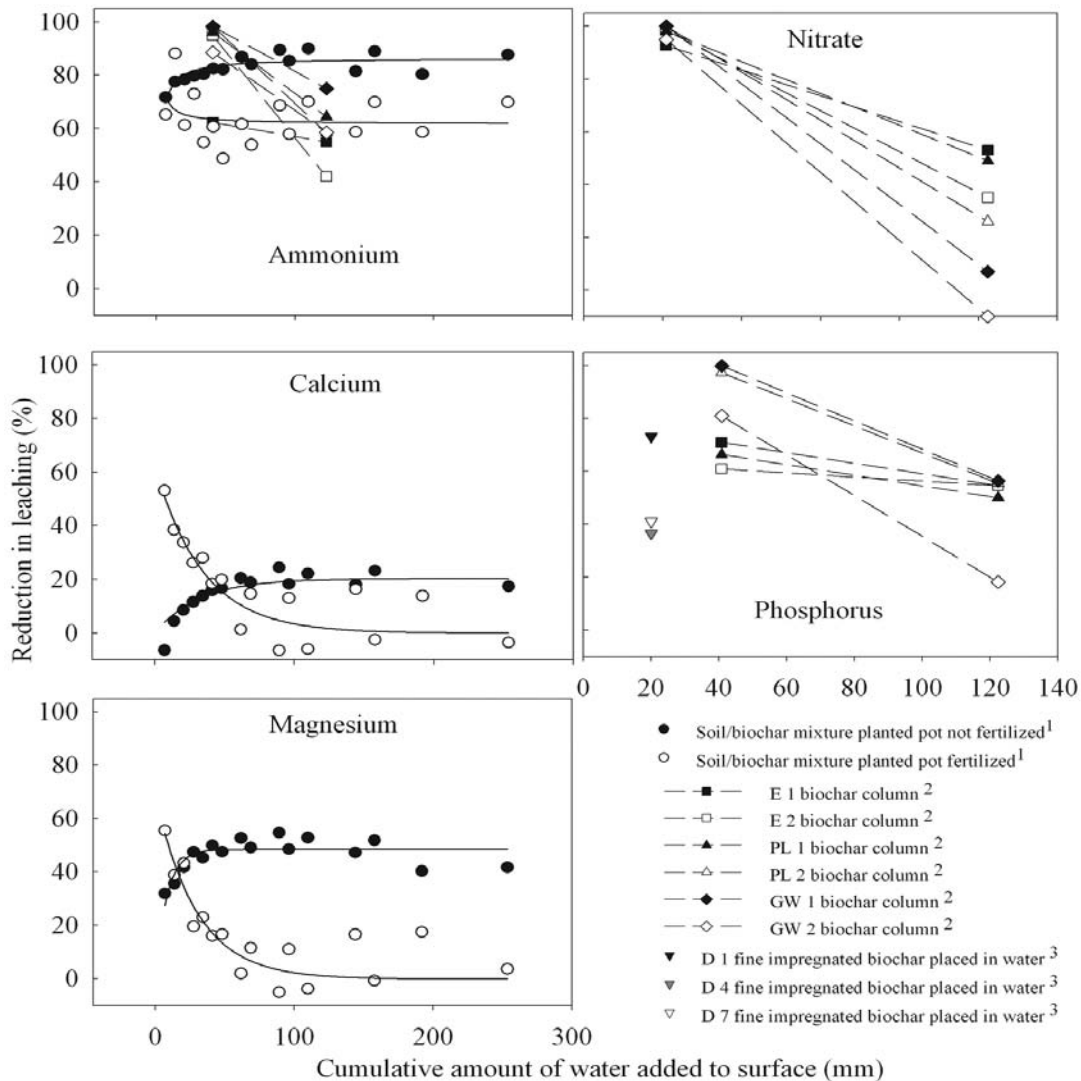 100
80
60
40
20
0
Ammonium
Nitrate
Reduction in leaching (%)
100
80
60
40
20
0
Calcium
Phosphorus
0 20 40 60 80 100 120 140
100
80
60
40
20
0
Magnesium
0 100 200 300
Cumulative amount of water added to surface (mm)
Soil/biochar mixture planted pot not fertilized1
Soil/biochar mixture planted pot fertilized1
E 1 biochar column 2
E 2 biochar column 2
PL 1 biochar column 2
PL 2 biochar column 2
GW 1 biochar column 2
GW 2 biochar column 2
D 1 fine impregnated biochar placed in water 3
D 4 fine impregnated biochar placed in water 3
D 7 fine impregnated biochar placed in water 3